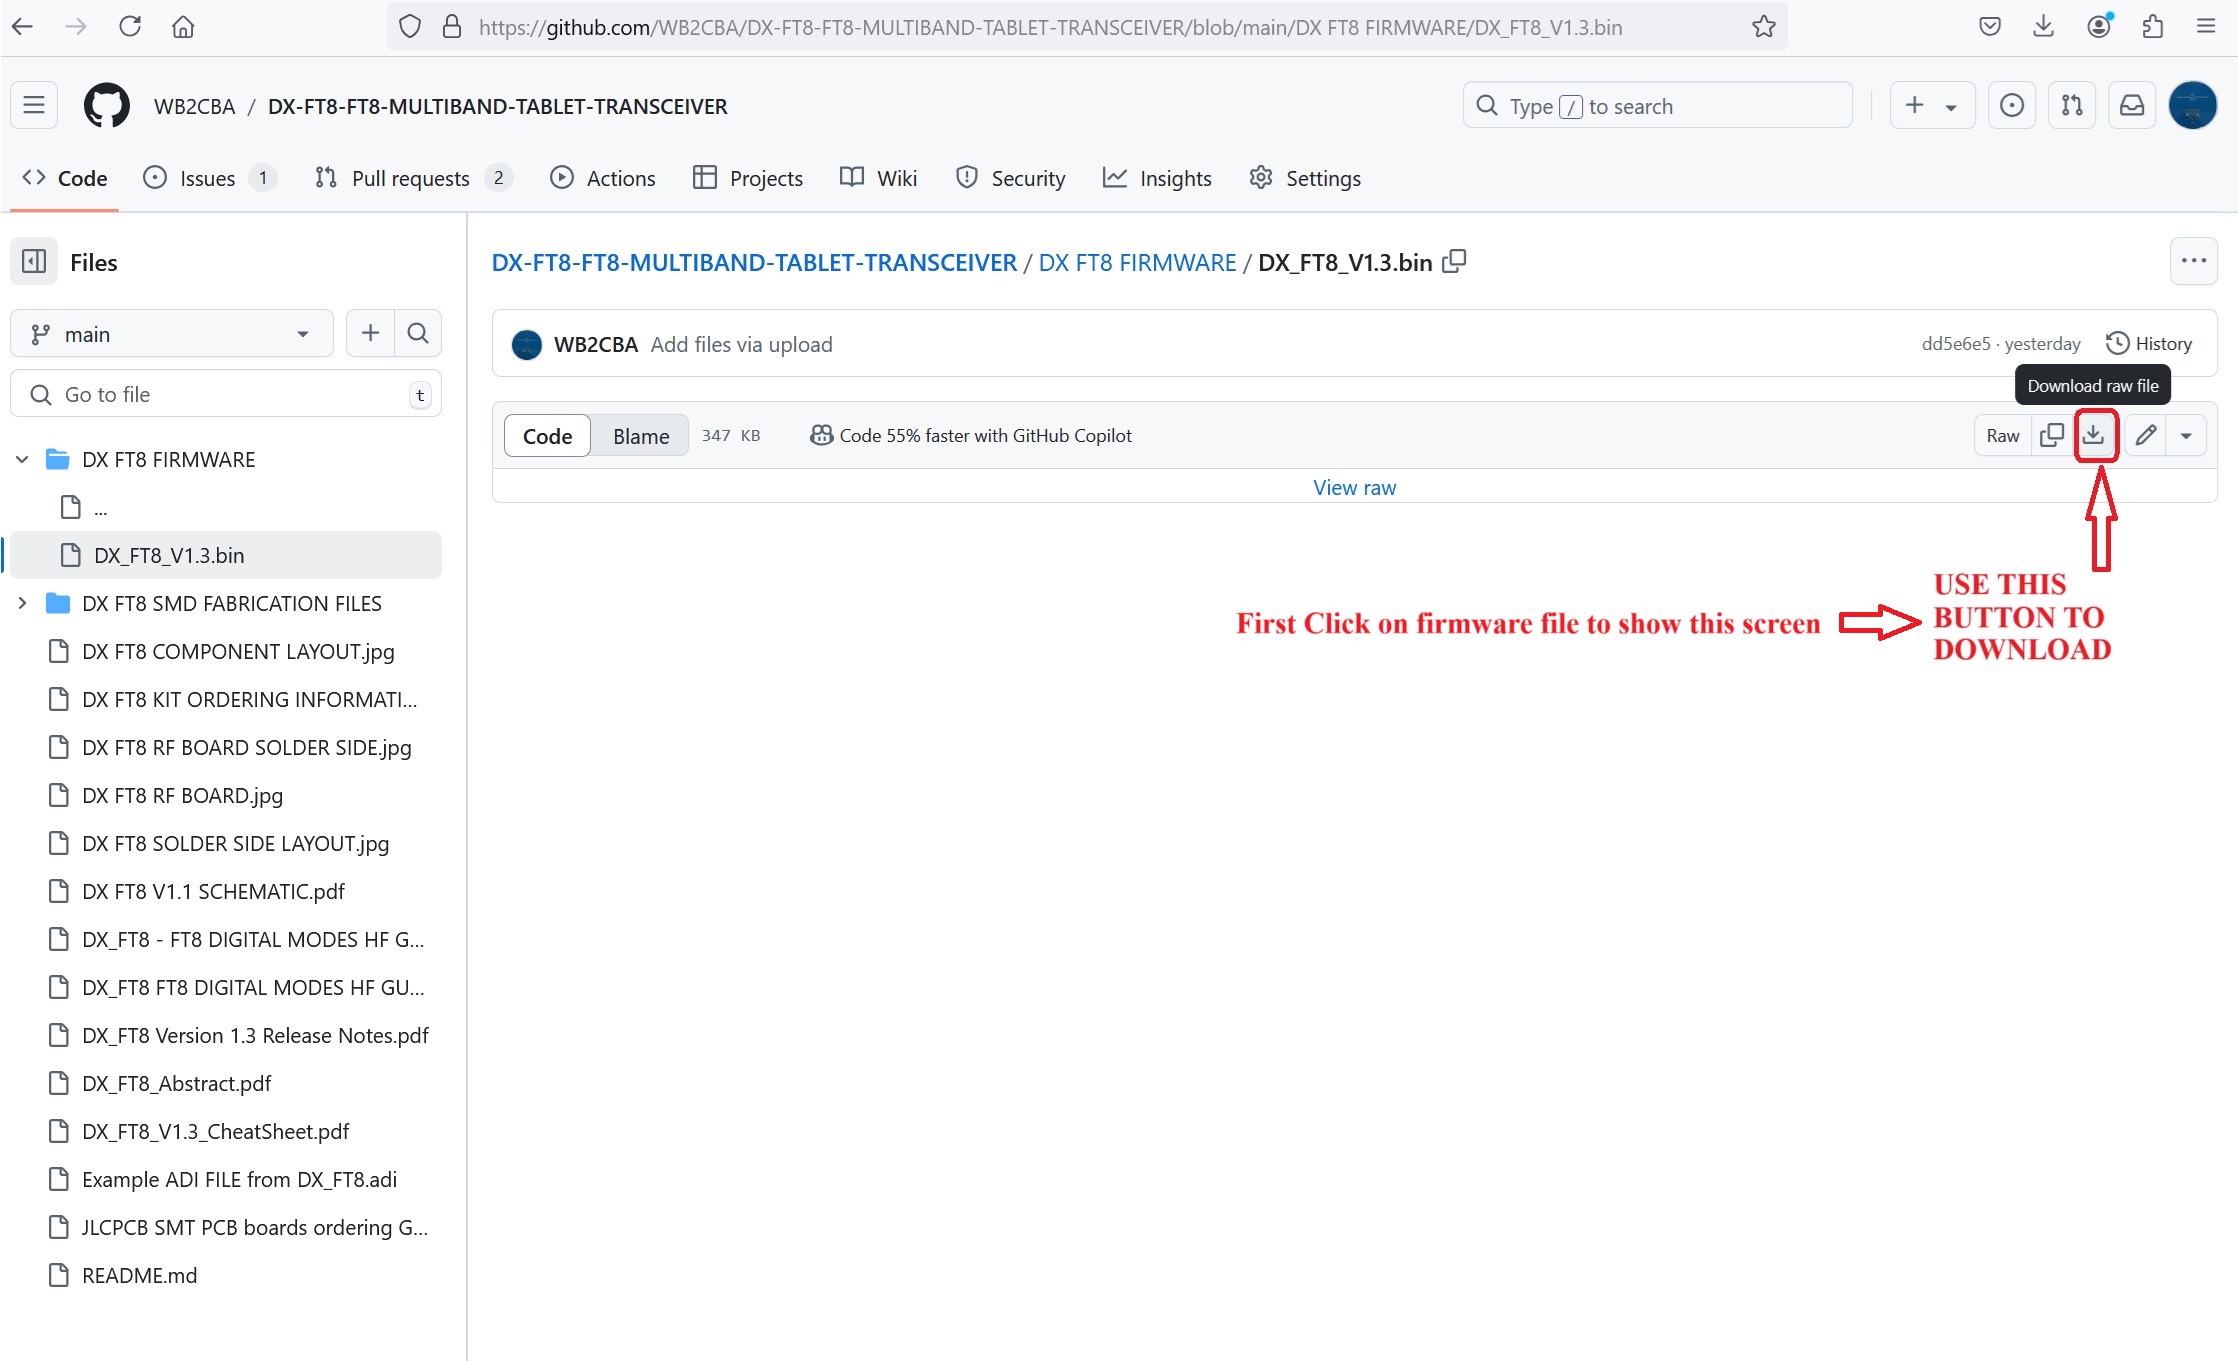 https://github.com/WB2CBA/DX-FT8-FT8-MULTIBAND-TABLET-TRANSCEIVER/blob/main/DX FT8 FIRMWARE/DX_FT8_V1.3.bin
WB2CBA / DX-FT8-FT8-MULTIBAND-TABLET-TRANSCEIVER
Type / to search
Code
Issues 1
Pull requests 2
Actions
Projects
Wiki
Security
Insights
Settings
Files
main
Go to file
t
DX FT8 FIRMWARE
...
DX_FT8_V1.3.bin
DX FT8 SMD FABRICATION FILES
DX FT8 COMPONENT LAYOUT.jpg
DX FT8 KIT ORDERING INFORMATI...
DX FT8 RF BOARD SOLDER SIDE.jpg
DX FT8 RF BOARD.jpg
DX FT8 SOLDER SIDE LAYOUT.jpg
DX FT8 V1.1 SCHEMATIC.pdf
DX_FT8 - FT8 DIGITAL MODES HF G...
DX_FT8 FT8 DIGITAL MODES HF GU...
DX_FT8 Version 1.3 Release Notes.pdf
DX_FT8_Abstract.pdf
DX_FT8_V1.3_CheatSheet.pdf
Example ADI FILE from DX_FT8.adi
JLCPCB SMT PCB boards ordering G...
README.md
DX-FT8-FT8-MULTIBAND-TABLET-TRANSCEIVER / DX FT8 FIRMWARE / DX_FT8_V1.3.bin
WB2CBA Add files via upload
dd5e6e5 · yesterday
History
Download raw file
Code
Blame
347 KB
Code 55% faster with GitHub Copilot
Raw
View raw
First Click on firmware file to show this screen
USE THIS
BUTTON TO
DOWNLOAD